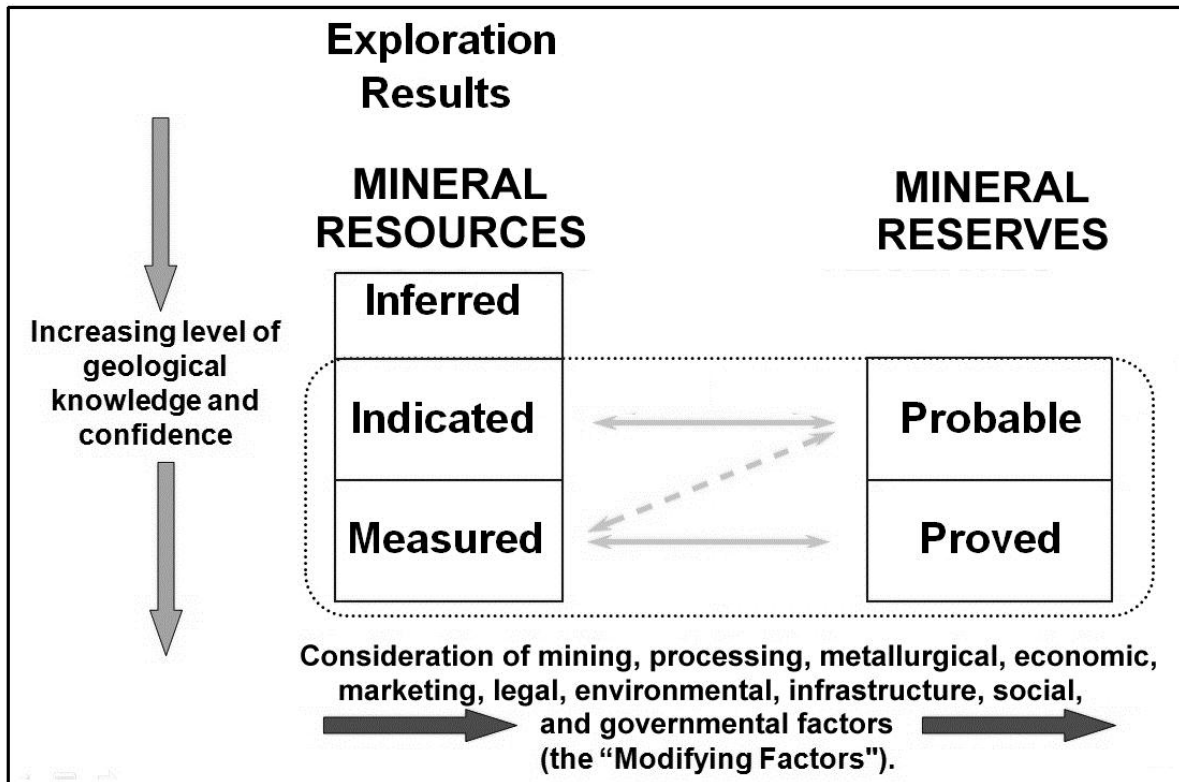 Exploration
Results
MINERAL
RESOURCES
MINERAL
RESERVES
Inferred
Increasing level of
geological
knowledge and
confidence
Indicated
Probable
Measured
Proved
Consideration of mining, processing, metallurgical, economic,
marketing, legal, environmental, infrastructure, social,
and governmental factors
(the “Modifying Factors").